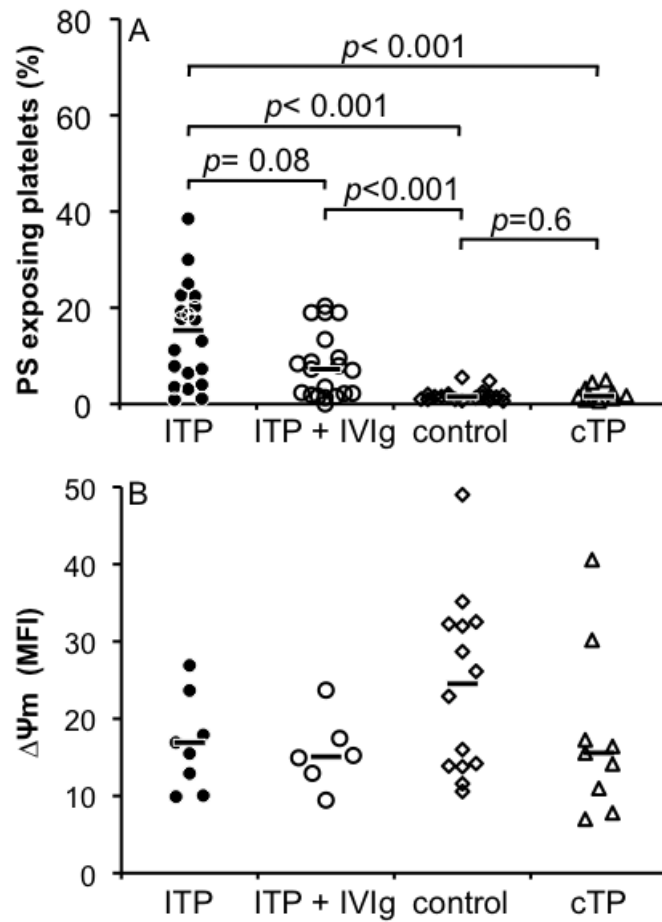 A
PS exposing platelets (%)
80
60
40
20
0
p< 0.001
p< 0.001
p= 0.08
p<0.001
p=0.6
ITP ITP + IVIg control cTP
B
ΔΨm (MFI)
50
40
30
20
10
0
ITP ITP + IVIg control cTP